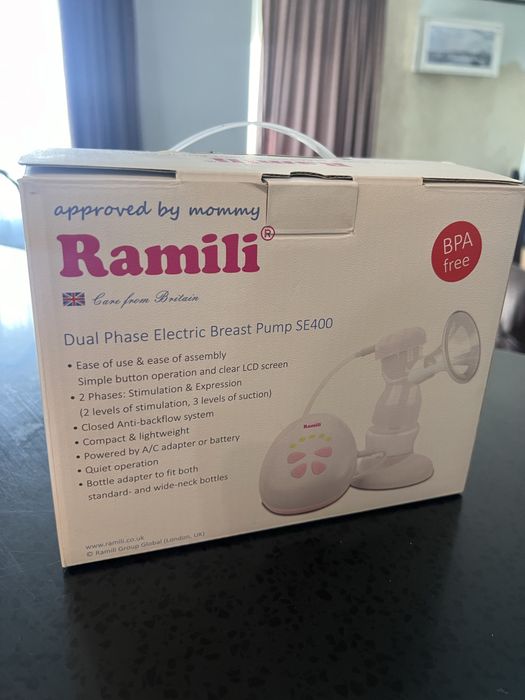 approved by mommy
Ramili®
Care from Britain
BPA
free
Dual Phase Electric Breast Pump SE400
• Ease of use & ease of assembly
Simple button operation and clear LCD screen
• 2 Phases: Stimulation & Expression
(2 levels of stimulation, 3 levels of suction)
• Closed Anti-backflow system
• Compact & lightweight
• Powered by A/C adapter or battery
• Quiet operation
• Bottle adapter to fit both
standard- and wide-neck bottles
Ramili
www.ramili.co.uk
© Ramili Group Global (London, UK)